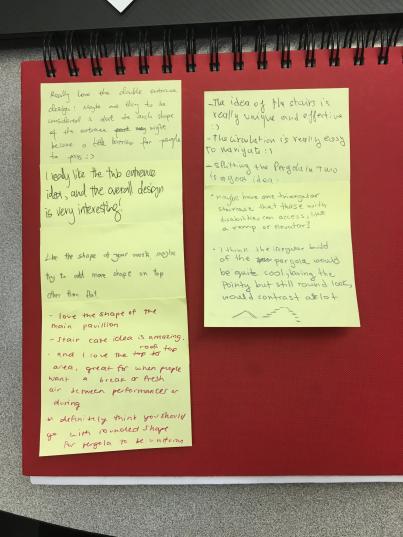 Really love the double entrance
design! Maybe one thing to be
considered is what the arch shape
of the entrance might
become a barrier for people
to pass :)
I really like the two entrance
idea, and the overall design
is very interesting!
Like the shape of your work, maybe
try to add more shape on top
other than flat
- love the shape of the
main pavillion
- Stair case idea is amazing.
- and I love the roof top
area, great for when people
want a break or fresh
air between performances or
during
definitely think you should
go with rounded shape
for pergola to be uniform
- The idea of the stairs is
really unique and effective
:)
- The circulation is really easy
to navigate :)
- Splitting the Pergola in two
is a great idea.
* maybe have one triangular
staircase that those with
disabilities can access, like
a ramp or elevator!
- I think the irregular build
of the pergola would
be quite cool, having the
Pointy but still round look,
would contrast a lot